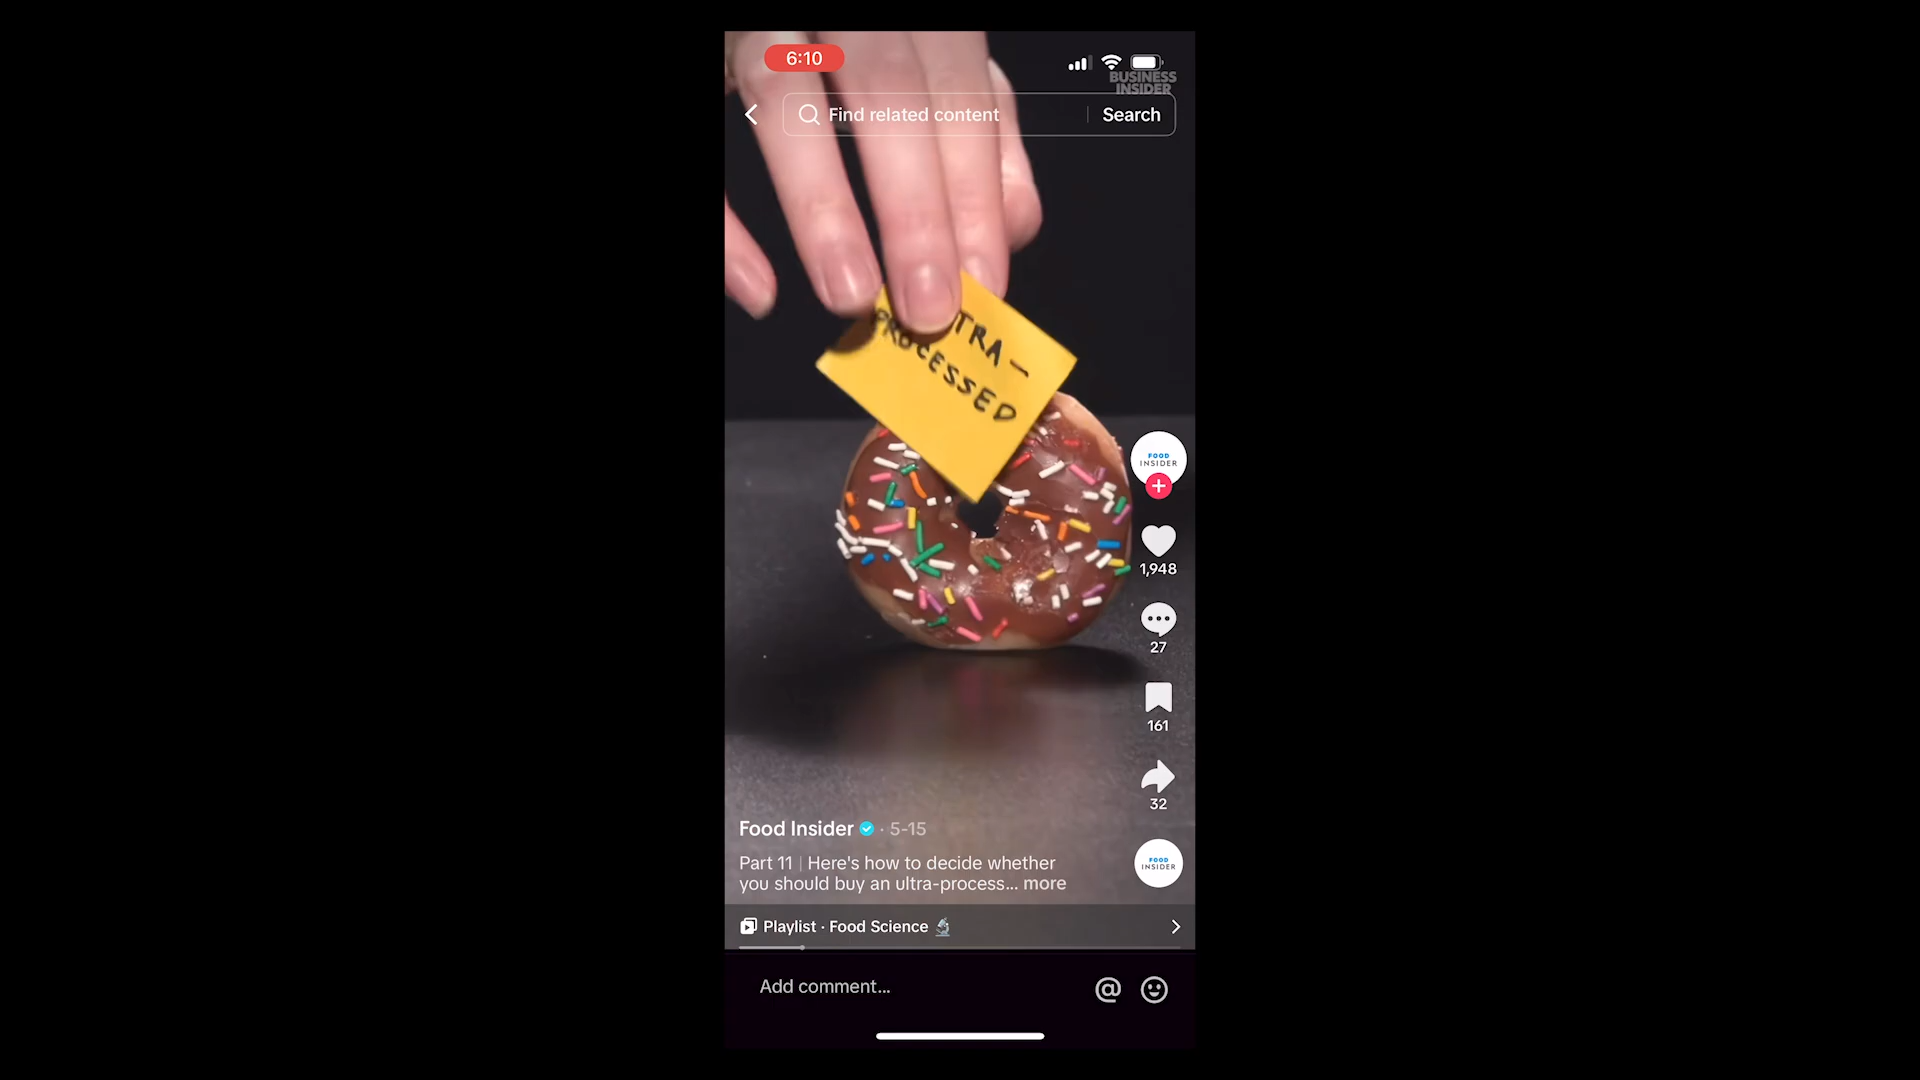 6:10
BUSINESS
INSIDER
Find related content
Search
TRA-
PROCESSED
FOOD
INSIDER
1,948
27
161
32
Food Insider · 5-15
Part 11 | Here's how to decide whether
you should buy an ultra-process... more
FOOD
INSIDER
Playlist · Food Science
Add comment...